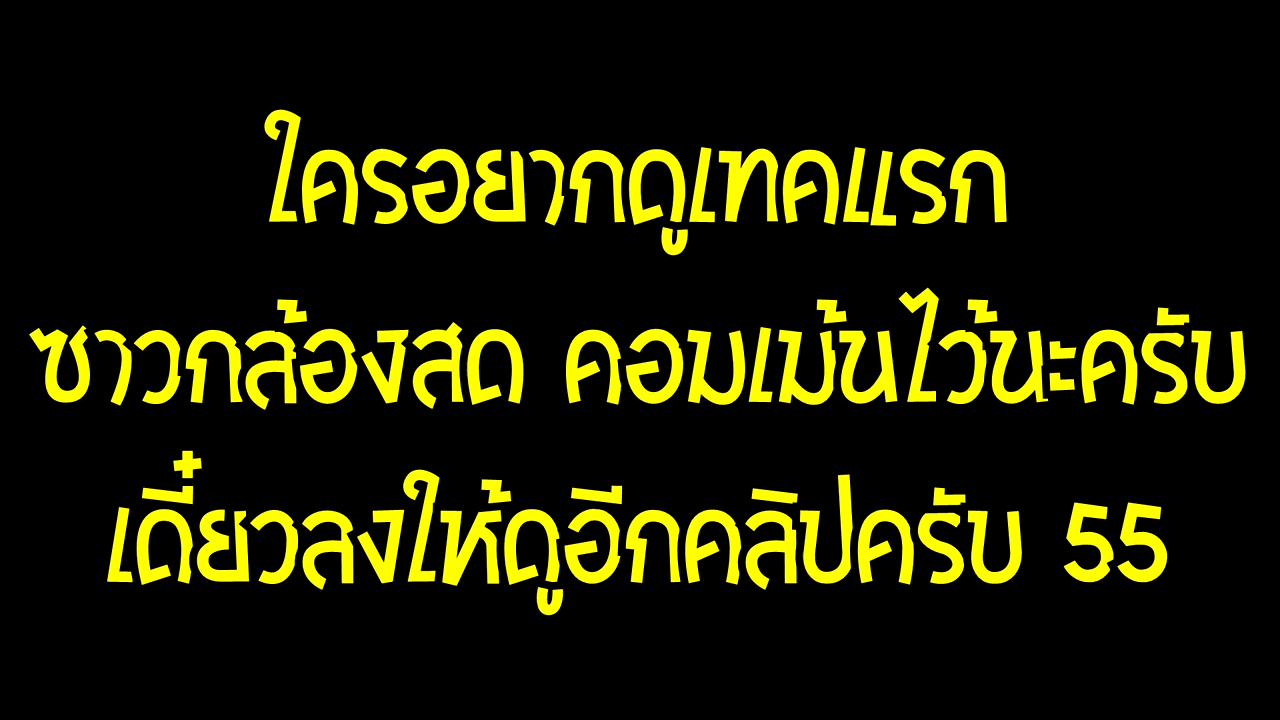 ใครอยากดูเทคแรก
ซาวกล้องสด คอมเม้นไว้นะครับ
เดี๋ยวลงให้ดูอีกคลิปครับ 55